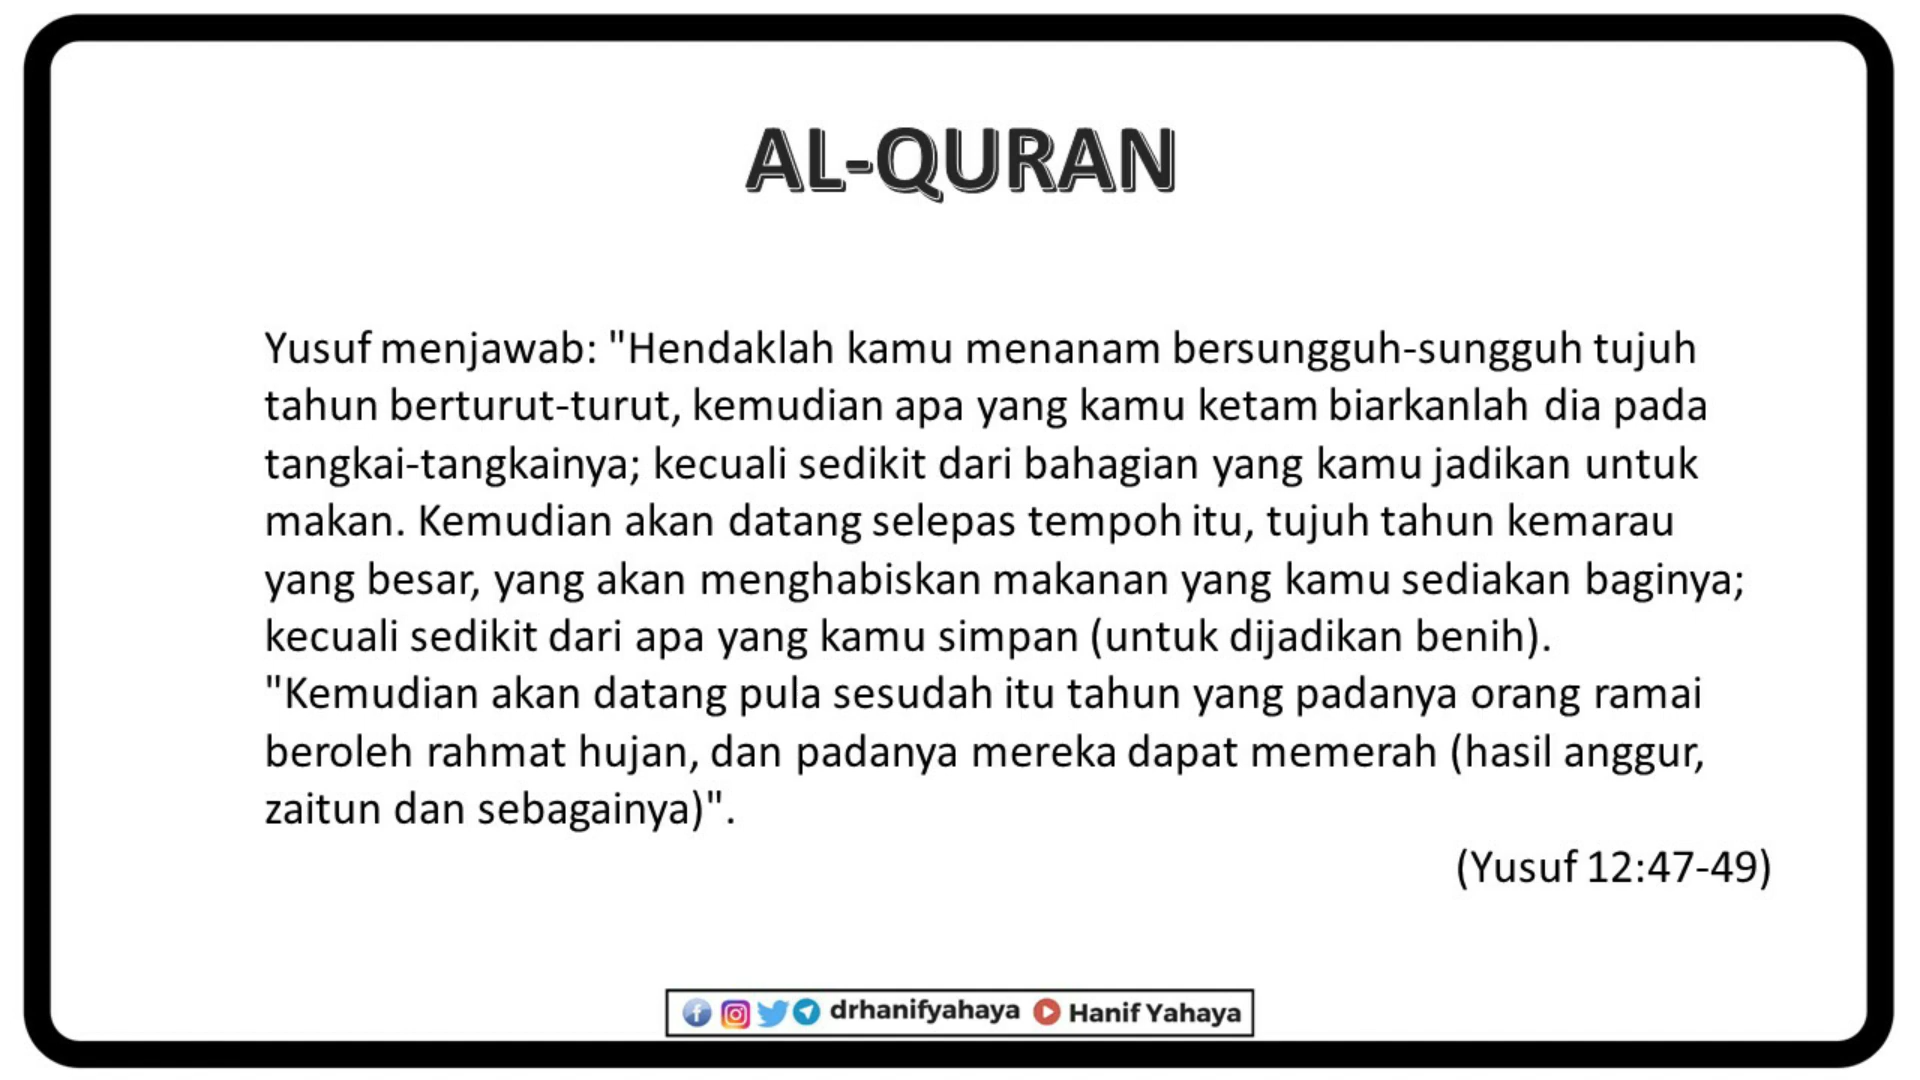 AL-QURAN
Yusuf menjawab: "Hendaklah kamu menanam bersungguh-sungguh tujuh
tahun berturut-turut, kemudian apa yang kamu ketam biarkanlah dia pada
tangkai-tangkainya; kecuali sedikit dari bahagian yang kamu jadikan untuk
makan. Kemudian akan datang selepas tempoh itu, tujuh tahun kemarau
yang besar, yang akan menghabiskan makanan yang kamu sediakan baginya;
kecuali sedikit dari apa yang kamu simpan (untuk dijadikan benih).
"Kemudian akan datang pula sesudah itu tahun yang padanya orang ramai
beroleh rahmat hujan, dan padanya mereka dapat memerah (hasil anggur,
zaitun dan sebagainya)".
(Yusuf 12:47-49)
drhanifyahaya Hanif Yahaya